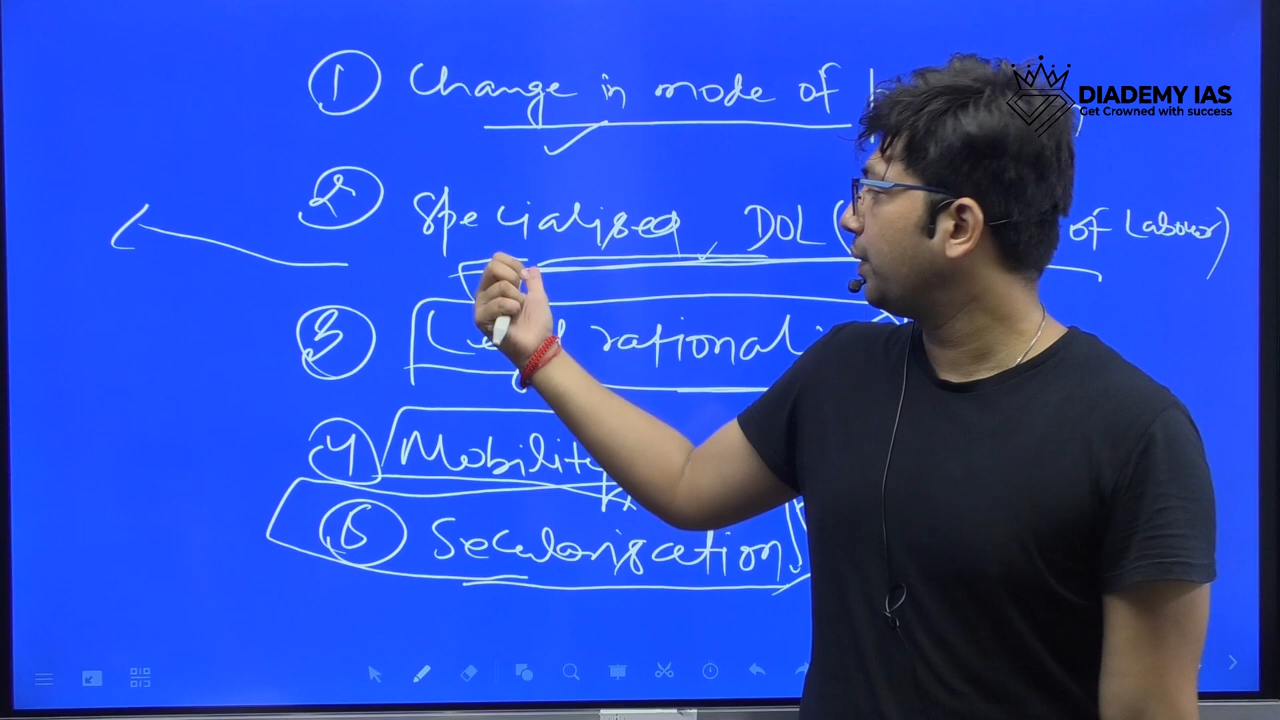 DIADEMY IAS
Get Crowned with success
① Change in mode of
② Specialised DOL ( of Labour)
③ rational
④ Mobility
⑤ Secularisation